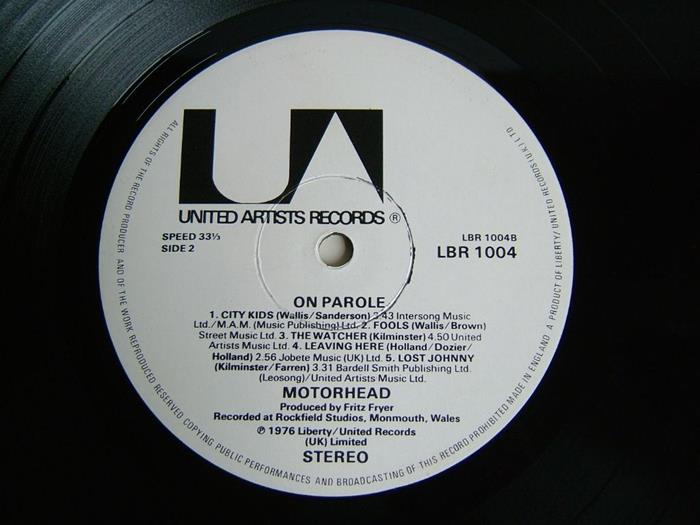 UA
UNITED ARTISTS RECORDS ®
SPEED 33⅓
SIDE 2
LBR 1004B
LBR 1004
ON PAROLE
1. CITY KIDS (Wallis/Sanderson) 3.43 Intersong Music
Ltd./M.A.M. (Music Publishing) Ltd. 2. FOOLS (Wallis/Brown)
Street Music Ltd. 3. THE WATCHER (Kilminster) 4.50 United
Artists Music Ltd. 4. LEAVING HERE (Holland/Dozier/
Holland) 2.56 Jobete Music (UK) Ltd. 5. LOST JOHNNY
(Kilminster/Farren) 3.31 Bardell Smith Publishing Ltd.
(Leosong)/United Artists Music Ltd.
MOTORHEAD
Produced by Fritz Fryer
Recorded at Rockfield Studios, Monmouth, Wales
℗ 1976 Liberty/United Records
(UK) Limited
STEREO
ALL RIGHTS OF THE RECORD PRODUCER AND OF THE WORK REPRODUCED RESERVED COPYING PUBLIC PERFORMANCES AND BROADCASTING OF THIS RECORD PROHIBITED MADE IN ENGLAND A PRODUCT OF LIBERTY/UNITED RECORDS (U.K.) LTD